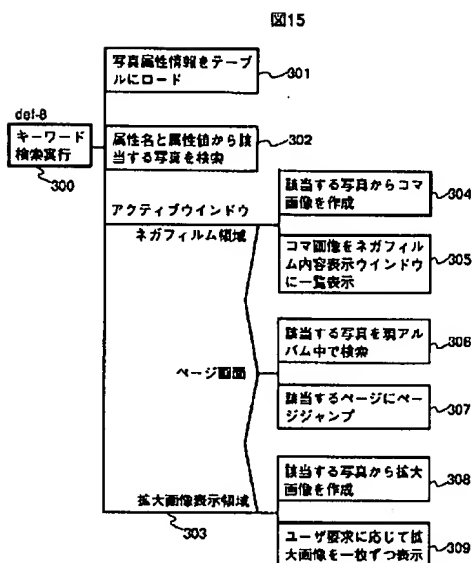 図15
写真属性情報をテーブ
ルにロード
301
def-8
キーワード
検索実行
300
属性名と属性値から該
当する写真を検索
302
アクティブウインドウ
ネガフィルム領域
該当する写真からコマ
画像を作成
304
コマ画像をネガフィル
ム内容表示ウインドウ
に一覧表示
305
ページ画面
該当する写真を現アル
バム中で検索
306
該当するページにペー
ジジャンプ
307
拡大画像表示領域
303
該当する写真から拡大
画像を作成
308
ユーザ要求に応じて拡
大画像を一枚ずつ表示
309